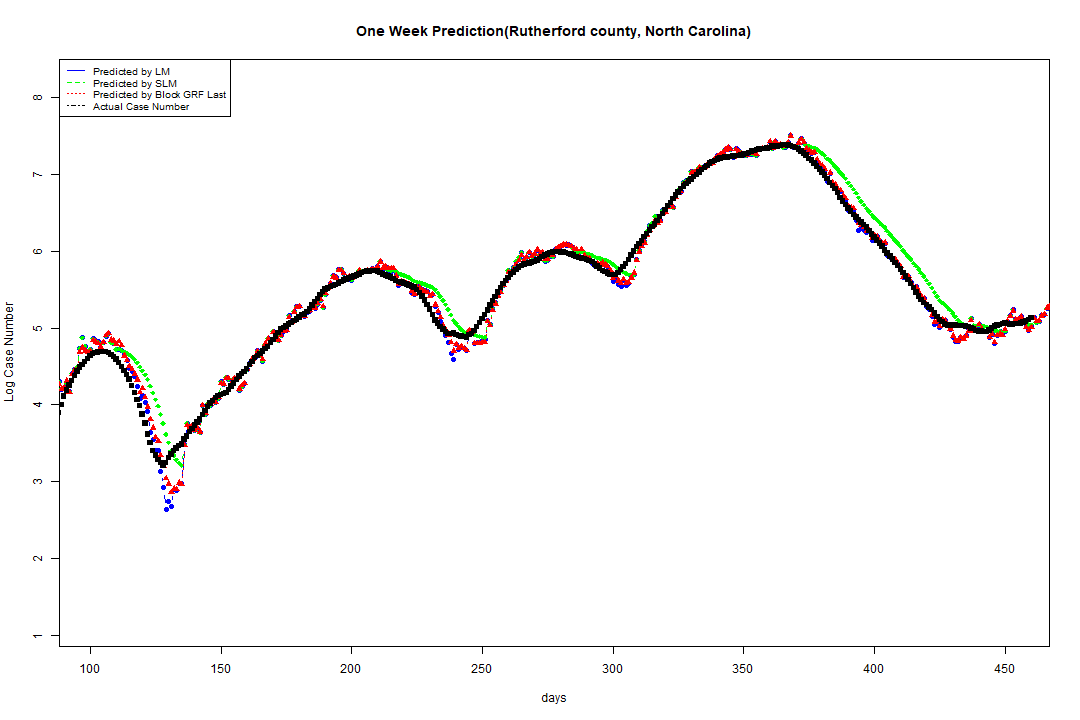 One Week Prediction(Rutherford county, North Carolina)
Predicted by LM
Predicted by SLM
Predicted by Block GRF Last
Actual Case Number
8
7
6
5
4
3
2
1
Log Case Number
100 150 200 250 300 350 400 450
days